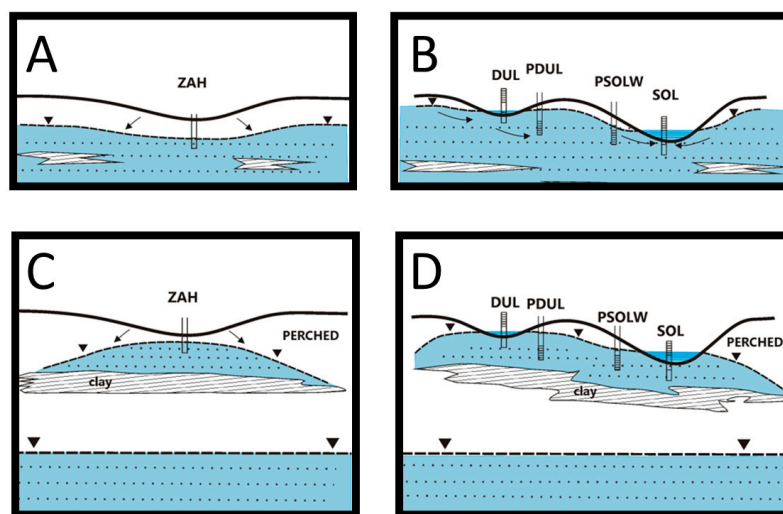 A
ZAH
B
DUL
PDUL
PSOLW
SOL
C
ZAH
PERCHED
clay
D
DUL
PDUL
PSOLW
SOL
PERCHED
clay